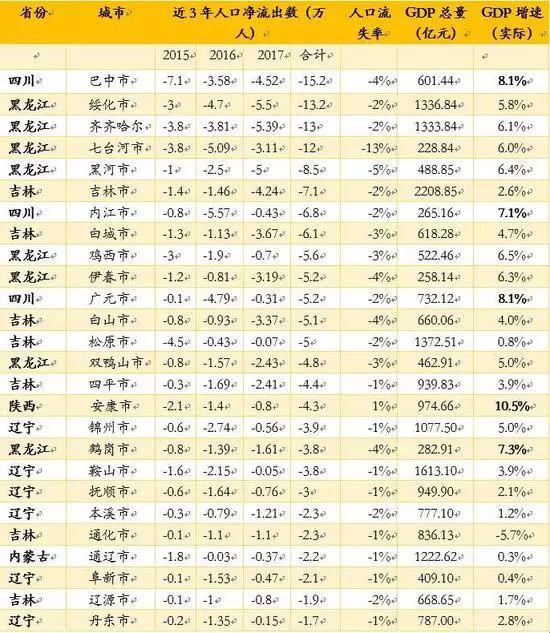 省份 城市 近3年人口净流出数（万人） 人口流失率 GDP 总量（亿元） GDP 增速（实际）
2015 2016 2017 合计
四川 巴中市 -7.1 -3.58 -4.52 -15.2 -4% 601.44 8.1%
黑龙江 绥化市 -3 -4.7 -5.5 -13.2 -2% 1336.84 5.8%
黑龙江 齐齐哈尔 -3.8 -3.81 -5.39 -13 -2% 1333.84 6.1%
黑龙江 七台河市 -3.8 -5.09 -3.11 -12 -13% 228.84 6.0%
黑龙江 黑河市 -1 -2.5 -5 -8.5 -5% 488.85 6.4%
吉林 吉林市 -1.4 -1.46 -4.24 -7.1 -2% 2208.85 2.6%
四川 内江市 -0.8 -5.57 -0.43 -6.8 -2% 265.16 7.1%
吉林 白城市 -1.3 -1.13 -3.67 -6.1 -3% 618.28 4.7%
黑龙江 鸡西市 -3 -1.9 -0.7 -5.6 -3% 522.46 6.5%
黑龙江 伊春市 -1.2 -0.81 -3.19 -5.2 -4% 258.14 6.3%
四川 广元市 -0.1 -4.79 -0.31 -5.2 -2% 732.12 8.1%
吉林 白山市 -0.8 -0.93 -3.37 -5.1 -4% 660.06 4.0%
吉林 松原市 -4.5 -0.43 -0.07 -5 -2% 1372.51 0.8%
黑龙江 双鸭山市 -0.8 -1.57 -2.43 -4.8 -3% 462.91 5.0%
吉林 四平市 -0.3 -1.69 -2.41 -4.4 -1% 939.83 3.9%
陕西 安康市 -2.1 -1.4 -0.8 -4.3 1% 974.66 10.5%
辽宁 锦州市 -0.6 -2.74 -0.56 -3.9 -1% 1077.50 5.0%
黑龙江 鹤岗市 -0.8 -1.39 -1.61 -3.8 -4% 282.91 7.3%
辽宁 鞍山市 -1.6 -2.15 -0.05 -3.8 -1% 1613.10 3.9%
辽宁 抚顺市 -0.6 -1.64 -0.76 -3 -1% 949.90 2.1%
辽宁 本溪市 -0.3 -0.79 -1.21 -2.3 -2% 777.10 1.2%
吉林 通化市 -0.1 -1.1 -1.1 -2.3 -1% 836.13 -5.7%
内蒙古 通辽市 -1.8 -0.03 -0.37 -2.2 -1% 1222.62 0.3%
辽宁 阜新市 -0.1 -1.53 -0.47 -2.1 -1% 409.10 0.4%
吉林 辽源市 -0.1 -1 -0.8 -1.9 -2% 668.65 1.7%
辽宁 丹东市 -0.2 -1.35 -0.15 -1.7 -1% 787.00 2.8%